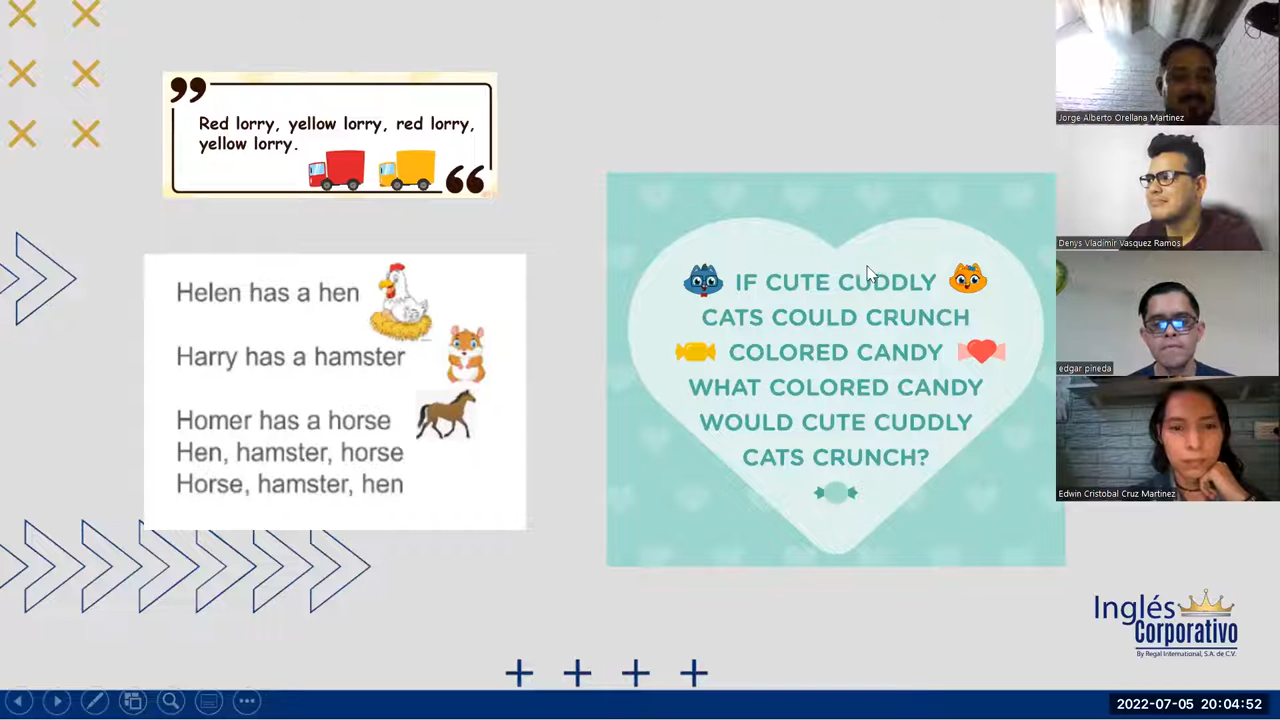 Red lorry, yellow lorry, red lorry,
yellow lorry.
Helen has a hen
Harry has a hamster
Homer has a horse
Hen, hamster, horse
Horse, hamster, hen
IF CUTE CUDDLY
CATS COULD CRUNCH
COLORED CANDY
WHAT COLORED CANDY
WOULD CUTE CUDDLY
CATS CRUNCH?
Jorge Alberto Orellana Martinez
Denys Vladimir Vasquez Ramos
edgar pineda
Edwin Cristobal Cruz Martinez
Inglés
Corporativo
By Regal International, S.A. de C.V.
2022-07-05 20:04:52